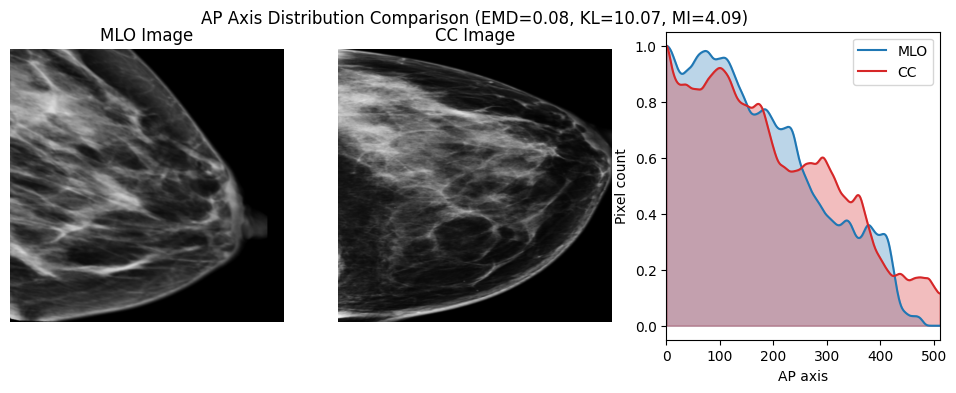 AP Axis Distribution Comparison (EMD=0.08, KL=10.07, MI=4.09)
MLO Image
CC Image
MLO
CC
Pixel count
1.0
0.8
0.6
0.4
0.2
0.0
0 100 200 300 400 500
AP axis